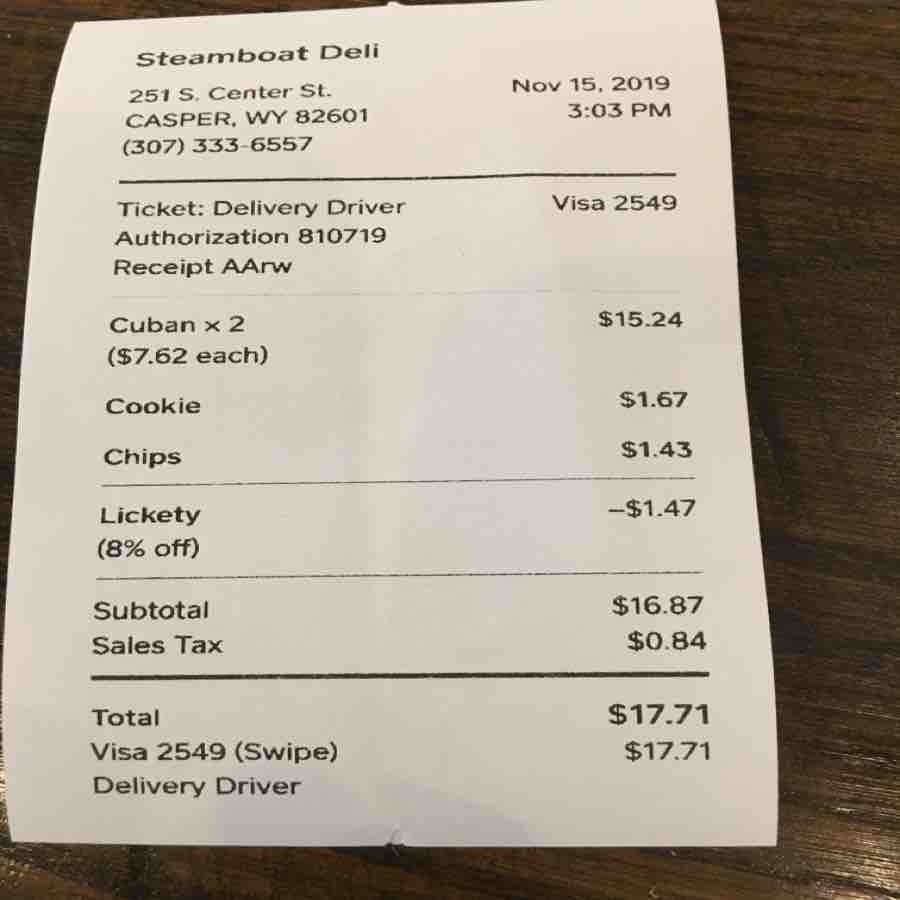 Steamboat Deli
251 S. Center St.
CASPER, WY 82601
(307) 333-6557
Nov 15, 2019
3:03 PM
Ticket: Delivery Driver
Visa 2549
Authorization 810719
Receipt AArw
Cuban × 2 $15.24
($7.62 each)
Cookie $1.67
Chips $1.43
Lickety –$1.47
(8% off)
Subtotal $16.87
Sales Tax $0.84
Total $17.71
Visa 2549 (Swipe) $17.71
Delivery Driver